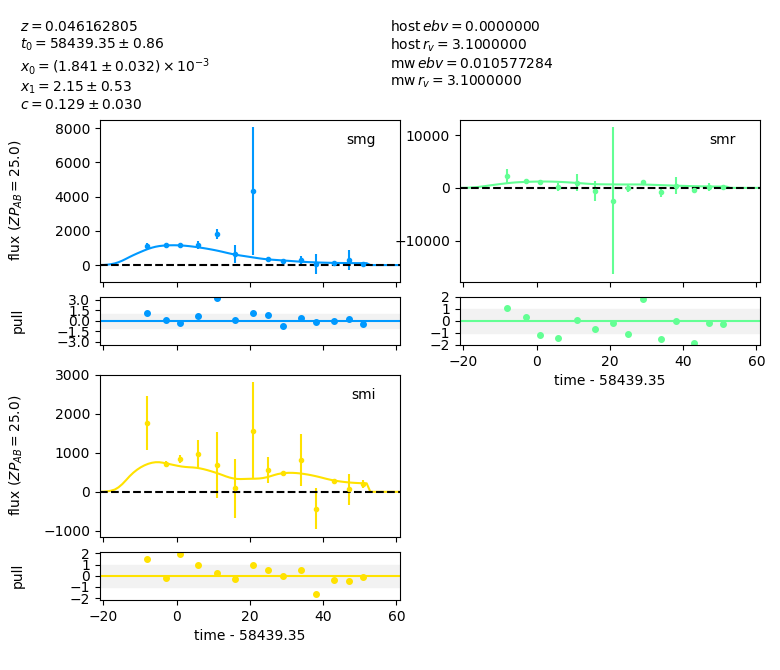 z = 0.046162805
t₀ = 58439.35 ± 0.86
x₀ = (1.841 ± 0.032) × 10⁻³
x₁ = 2.15 ± 0.53
c = 0.129 ± 0.030
host ebv = 0.0000000
host r_v = 3.1000000
mw ebv = 0.010577284
mw r_v = 3.1000000
flux (ZP_AB = 25.0)
8000
6000
4000
2000
0
smg
10000
0
−10000
smr
pull
3.0
1.5
0.0
−1.5
−3.0
2
1
0
−1
−2
−20 0 20 40 60
time - 58439.35
flux (ZP_AB = 25.0)
3000
2000
1000
0
−1000
smi
pull
2
1
0
−1
−2
−20 0 20 40 60
time - 58439.35